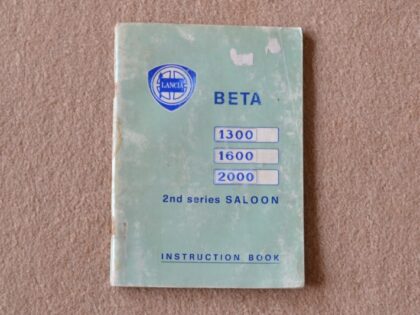 LANCIA
BETA
1300
1600
2000
2nd series SALOON
INSTRUCTION BOOK